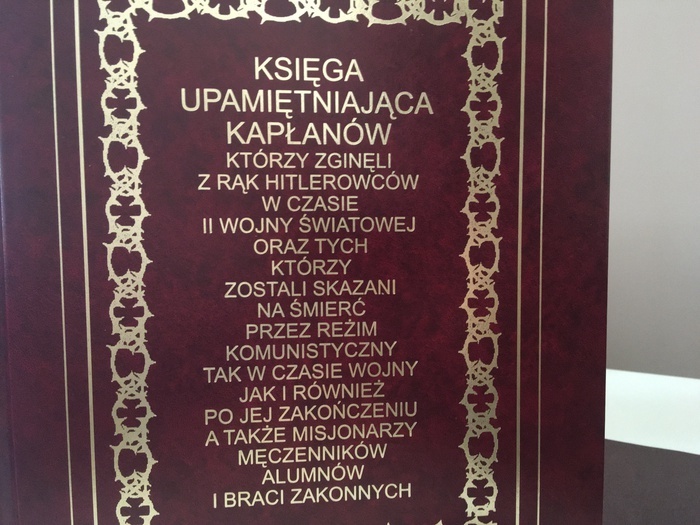 KSIĘGA
UPAMIĘTNIAJĄCA
KAPŁANÓW
KTÓRZY ZGINĘLI
Z RĄK HITLEROWCÓW
W CZASIE
II WOJNY ŚWIATOWEJ
ORAZ TYCH
KTÓRZY
ZOSTALI SKAZANI
NA ŚMIERĆ
PRZEZ REŻIM
KOMUNISTYCZNY
TAK W CZASIE WOJNY
JAK I RÓWNIEŻ
PO JEJ ZAKOŃCZENIU
A TAKŻE MISJONARZY
MĘCZENNIKÓW
ALUMNÓW
I BRACI ZAKONNYCH